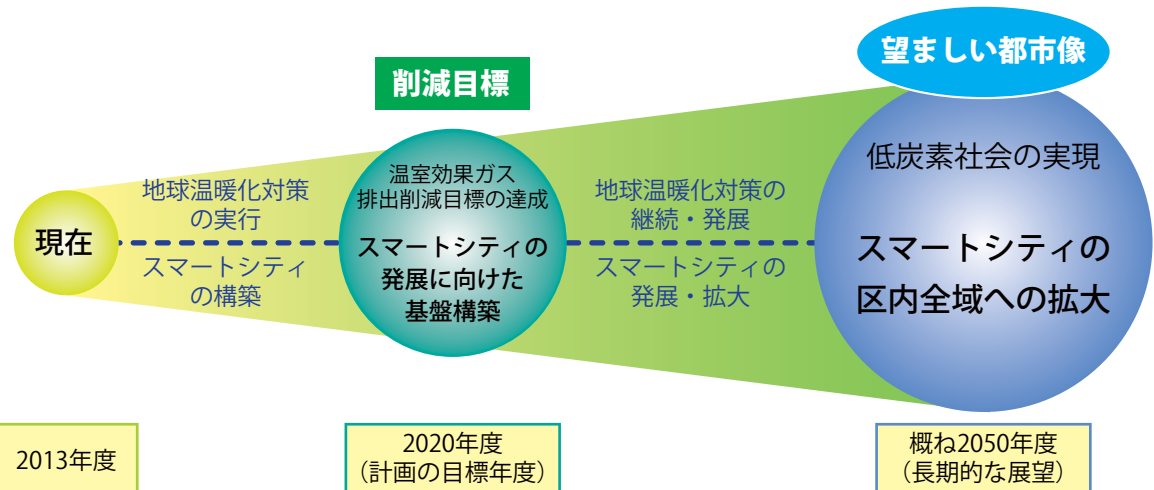 望ましい都市像
削減目標
現在
地球温暖化対策
の実行
スマートシティ
の構築
温室効果ガス
排出削減目標の達成
スマートシティの
発展に向けた
基盤構築
地球温暖化対策の
継続・発展
スマートシティの
発展・拡大
低炭素社会の実現
スマートシティの
区内全域への拡大
2013年度
2020年度
（計画の目標年度）
概ね2050年度
（長期的な展望）